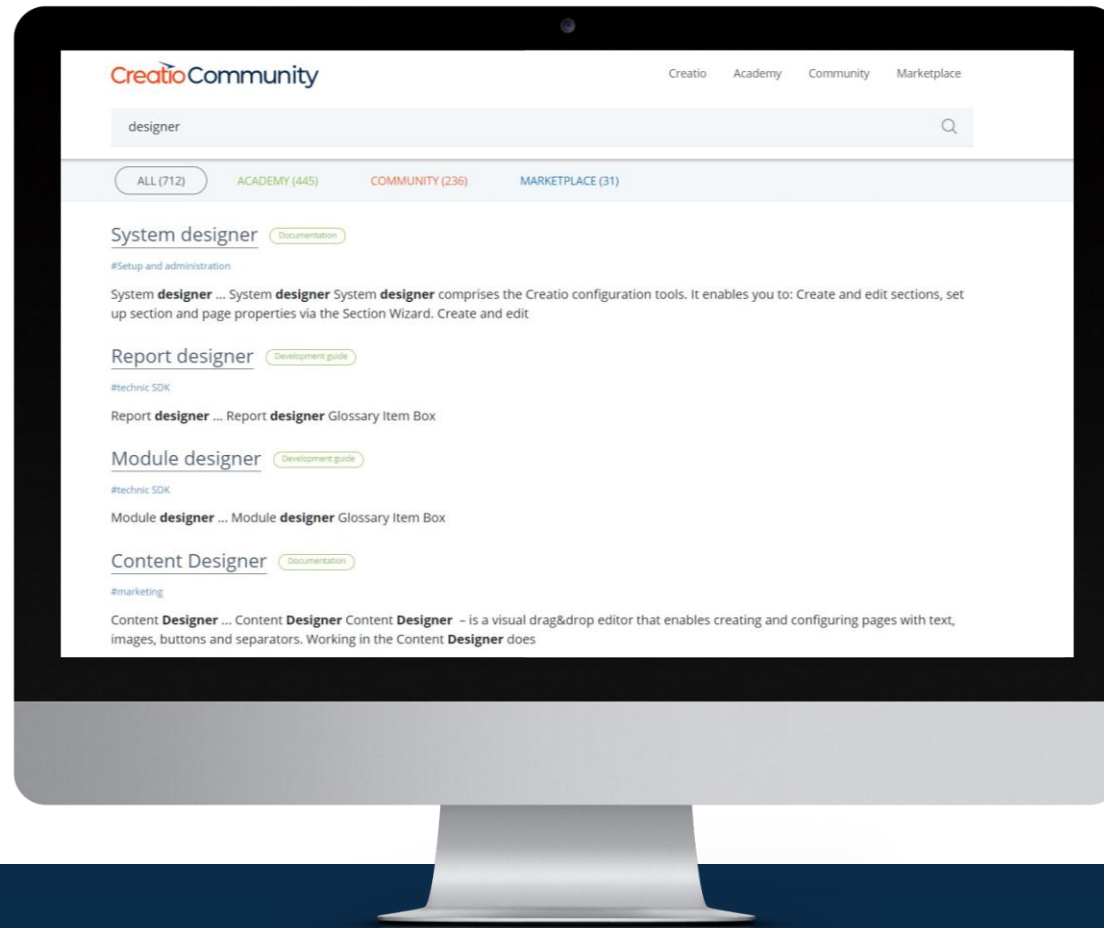 Creatio Community
Creatio Academy Community Marketplace
designer
ALL (712) ACADEMY (445) COMMUNITY (236) MARKETPLACE (31)
System designer Documentation
#Setup and administration
System designer ... System designer System designer comprises the Creatio configuration tools. It enables you to: Create and edit sections, set
up section and page properties via the Section Wizard. Create and edit
Report designer Development guide
#technic SDK
Report designer ... Report designer Glossary Item Box
Module designer Development guide
#technic SDK
Module designer ... Module designer Glossary Item Box
Content Designer Documentation
#marketing
Content Designer ... Content Designer Content Designer – is a visual drag&drop editor that enables creating and configuring pages with text,
images, buttons and separators. Working in the Content Designer does